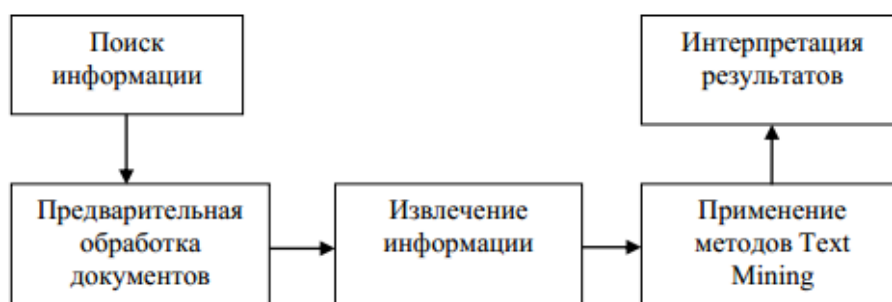 Поиск
информации
Предварительная
обработка
документов
Извлечение
информации
Применение
методов Text
Mining
Интерпретация
результатов